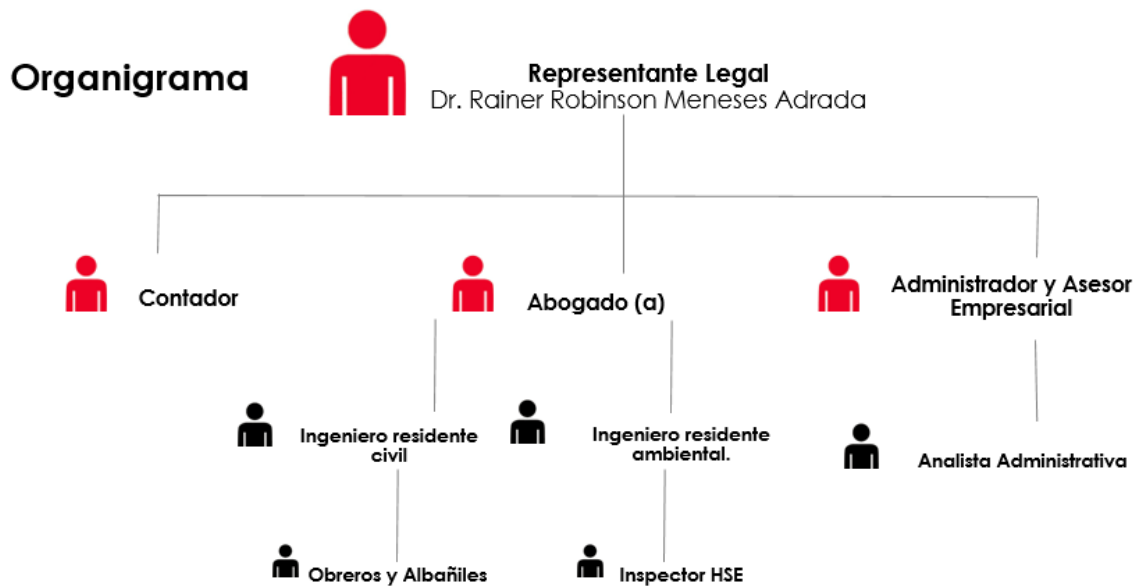 Organigrama
Representante Legal
Dr. Rainer Robinson Meneses Adrada
Contador
Abogado (a)
Administrador y Asesor
Empresarial
Ingeniero residente
civil
Ingeniero residente
ambiental.
Analista Administrativa
Obreros y Albañiles
Inspector HSE